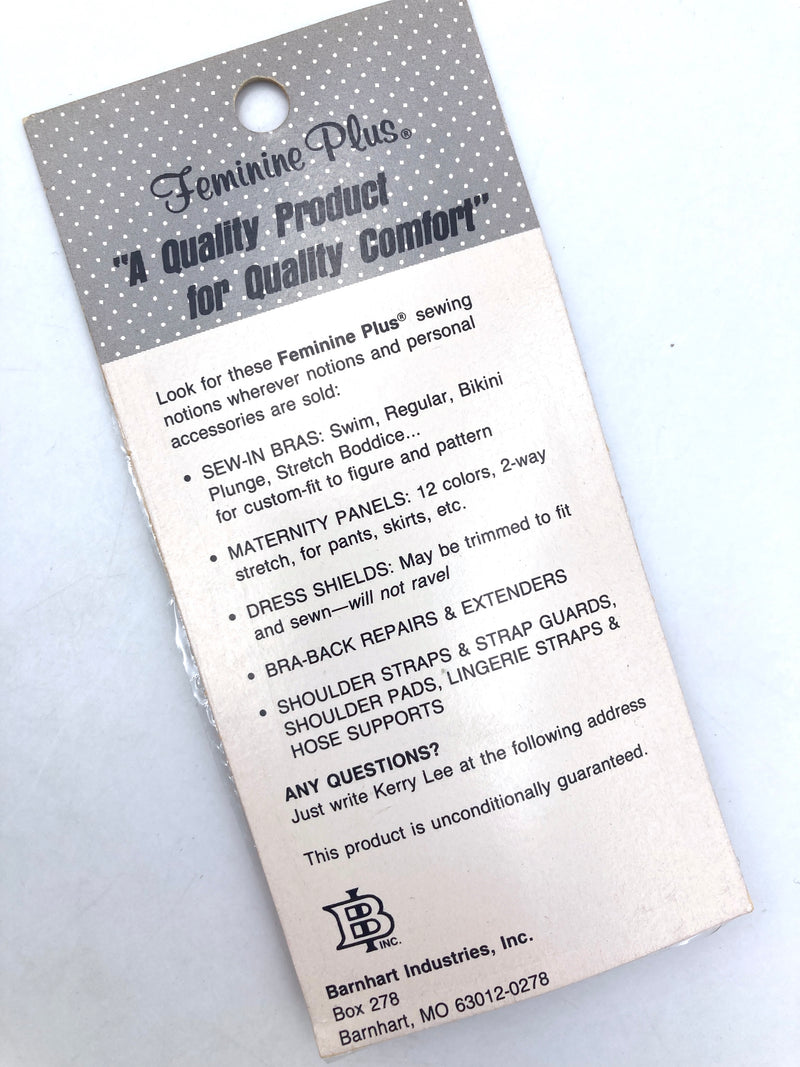 Feminine Plus®
"A Quality Product
for Quality Comfort"
Look for these Feminine Plus® sewing
notions wherever notions and personal
accessories are sold:
• SEW-IN BRAS: Swim, Regular, Bikini
Plunge, Stretch Boddice...
for custom-fit to figure and pattern
• MATERNITY PANELS: 12 colors, 2-way
stretch, for pants, skirts, etc.
• DRESS SHIELDS: May be trimmed to fit
and sewn—will not ravel
• BRA-BACK REPAIRS & EXTENDERS
• SHOULDER STRAPS & STRAP GUARDS,
SHOULDER PADS, LINGERIE STRAPS &
HOSE SUPPORTS
ANY QUESTIONS?
Just write Kerry Lee at the following address
This product is unconditionally guaranteed.
B INC.
Barnhart Industries, Inc.
Box 278
Barnhart, MO 63012-0278